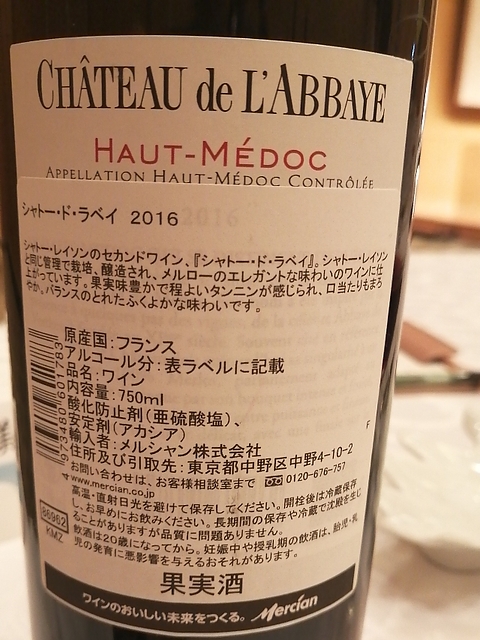 CHÂTEAU de L'ABBAYE
HAUT-MÉDOC
APPELLATION HAUT-MÉDOC CONTRÔLÉE
シャトー・ド・ラベイ 2016
2016
シャトー・レイソンのセカンドワイン、『シャトー・ド・ラベイ』。シャトー・レイソン
と同じ管理で栽培、醸造され、メルローのエレガントな味わいのワインに仕
上がっています。果実味豊かで程よいタンニンが感じられ、口当たりもまろ
やか。バランスのとれたふくよかな味わいです。
原産国:フランス
アルコール分:表ラベルに記載
品名:ワイン
内容量:750ml
酸化防止剤(亜硫酸塩)、
安定剤(アカシア)
輸入者:メルシャン株式会社
住所及び引取先:東京都中野区中野4-10-2
お問い合わせは、お客様相談室まで 0120-676-757
www.mercian.co.jp
高温・直射日光を避けて保存してください。開栓後は冷蔵保存
し、お早めにお飲みください。長期間の保存や冷蔵で沈殿を生じ
ることがありますが品質に問題ありません。
飲酒は20歳になってから。妊娠中や授乳期の飲酒は、胎児・乳
児の発育に悪影響を与えるおそれがあります。
F
86962
KMZ
果実酒
ワインのおいしい未来をつくる。 Mercian